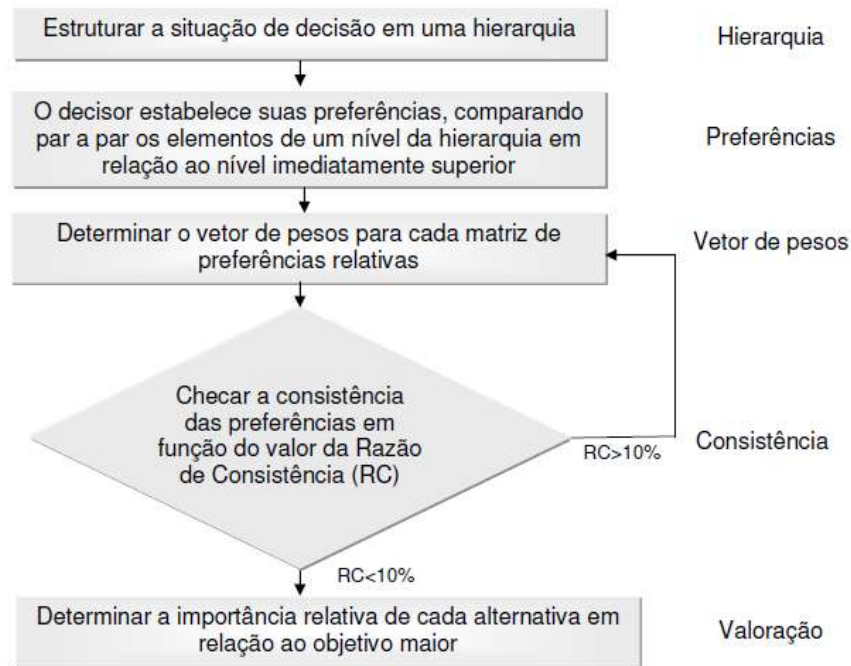 Estruturar a situação de decisão em uma hierarquia
Hierarquia
O decisor estabelece suas preferências, comparando
par a par os elementos de um nível da hierarquia em
relação ao nível imediatamente superior
Preferências
Determinar o vetor de pesos para cada matriz de
preferências relativas
Vetor de pesos
Checar a consistência
das preferências em
função do valor da Razão
de Consistência (RC)
RC>10%
Consistência
RC<10%
Determinar a importância relativa de cada alternativa em
relação ao objetivo maior
Valoração